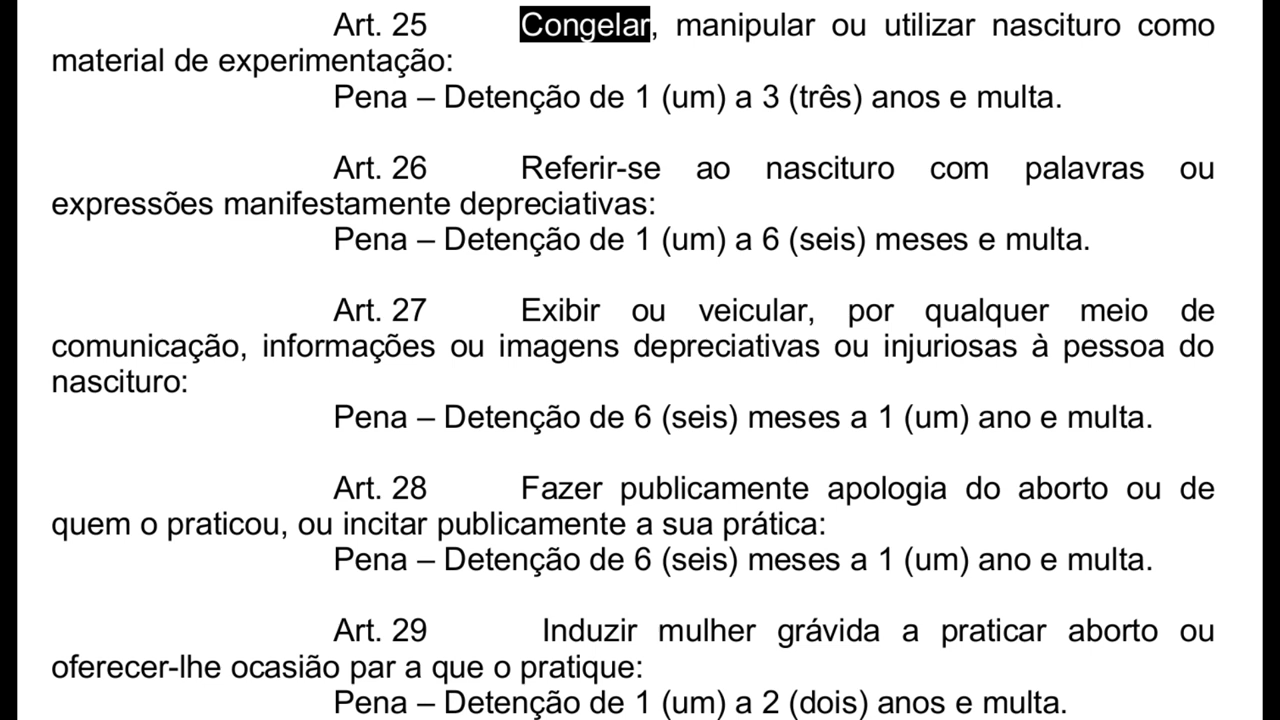 Art. 25 Congelar, manipular ou utilizar nascituro como
material de experimentação:
Pena – Detenção de 1 (um) a 3 (três) anos e multa.
Art. 26 Referir-se ao nascituro com palavras ou
expressões manifestamente depreciativas:
Pena – Detenção de 1 (um) a 6 (seis) meses e multa.
Art. 27 Exibir ou veicular, por qualquer meio de
comunicação, informações ou imagens depreciativas ou injuriosas à pessoa do
nascituro:
Pena – Detenção de 6 (seis) meses a 1 (um) ano e multa.
Art. 28 Fazer publicamente apologia do aborto ou de
quem o praticou, ou incitar publicamente a sua prática:
Pena – Detenção de 6 (seis) meses a 1 (um) ano e multa.
Art. 29 Induzir mulher grávida a praticar aborto ou
oferecer-lhe ocasião par a que o pratique:
Pena – Detenção de 1 (um) a 2 (dois) anos e multa.